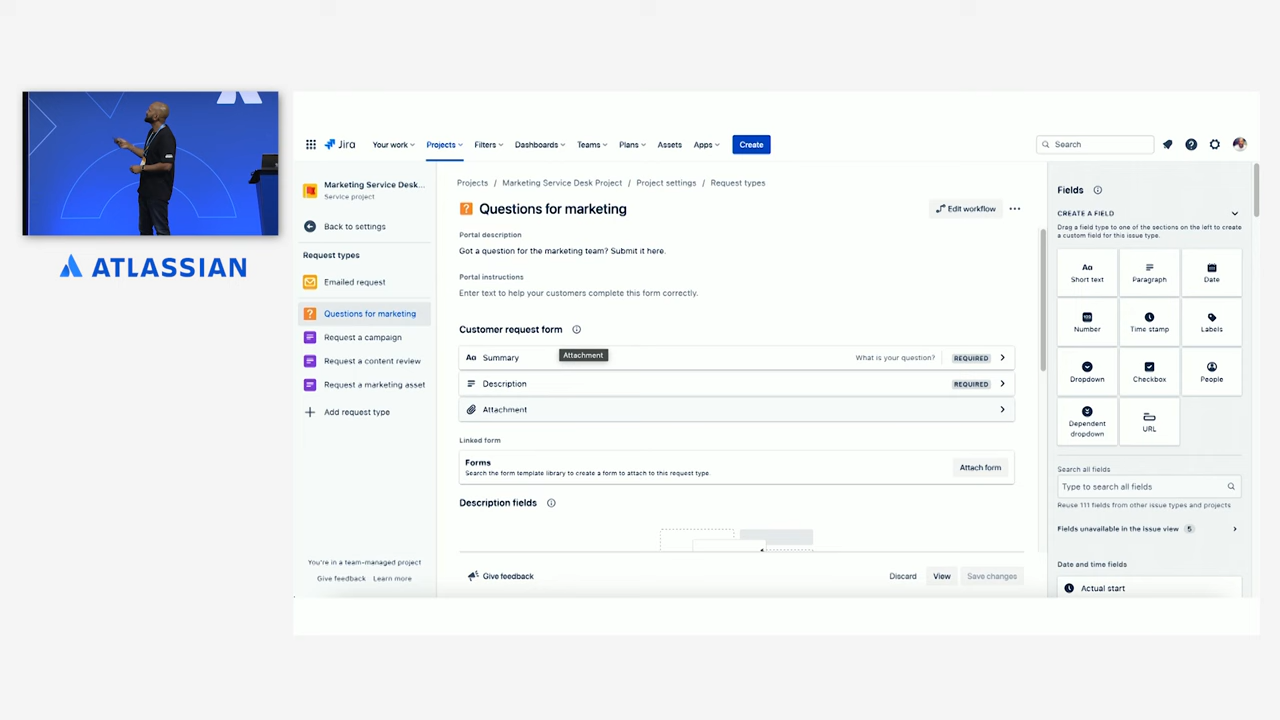 ATLASSIAN
Jira
Your work
Projects
Filters
Dashboards
Teams
Plans
Assets
Apps
Create
Search
Marketing Service Desk...
Service project
Back to settings
Request types
Emailed request
Questions for marketing
Request a campaign
Request a content review
Request a marketing asset
Add request type
You're in a team-managed project
Give feedback Learn more
Projects / Marketing Service Desk Project / Project settings / Request types
Questions for marketing
Edit workflow
Portal description
Got a question for the marketing team? Submit it here.
Portal instructions
Enter text to help your customers complete this form correctly.
Customer request form
Attachment
Aa Summary What is your question? REQUIRED
Description REQUIRED
Attachment
Linked form
Forms
Search the form template library to create a form to attach to this request type.
Attach form
Description fields
Give feedback
Discard
View
Save changes
Fields
CREATE A FIELD
Drag a field type to one of the sections on the left to create
a custom field for this issue type.
Aa
Short text
Paragraph
Date
Number
Time stamp
Labels
Dropdown
Checkbox
People
Dependent
dropdown
URL
Search all fields
Type to search all fields
Reuse 111 fields from other issue types and projects
Fields unavailable in the issue view 5
Date and time fields
Actual start